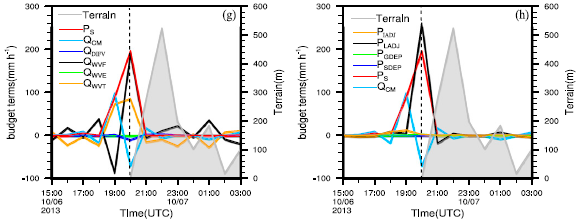 (g)
TerraIn
P_S
Q_CM
Q_DIFV
Q_WVF
Q_WVE
Q_WVT
300
200
100
0
-100
budget terms(mm h⁻¹)
600
500
400
300
200
100
0
TerraIn(m)
15:00 17:00 19:00 21:00 23:00 01:00 03:00
10/06 10/07
2013
TIme(UTC)
(h)
TerraIn
P_IADJ
P_LADJ
P_GDEP
P_SDEP
P_S
Q_CM
300
200
100
0
-100
budget terms(mm h⁻¹)
600
500
400
300
200
100
0
TerraIn(m)
15:00 17:00 19:00 21:00 23:00 01:00 03:00
10/06 10/07
2013
TIme(UTC)